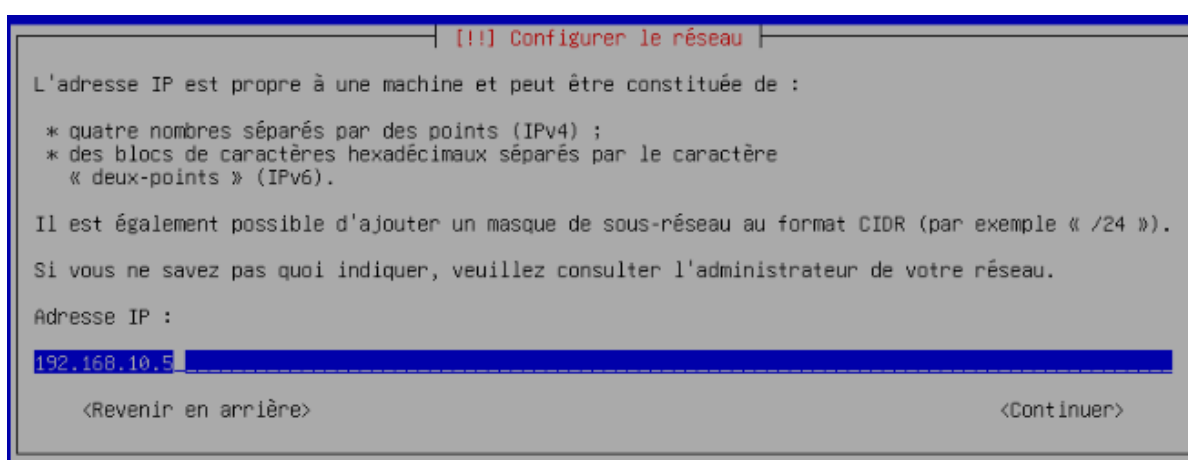 [!!] Configurer le réseau
L'adresse IP est propre à une machine et peut être constituée de :
* quatre nombres séparés par des points (IPv4) ;
* des blocs de caractères hexadécimaux séparés par le caractère
« deux-points » (IPv6).
Il est également possible d'ajouter un masque de sous-réseau au format CIDR (par exemple « /24 »).
Si vous ne savez pas quoi indiquer, veuillez consulter l'administrateur de votre réseau.
Adresse IP :
192.168.10.5
<Revenir en arrière> <Continuer>